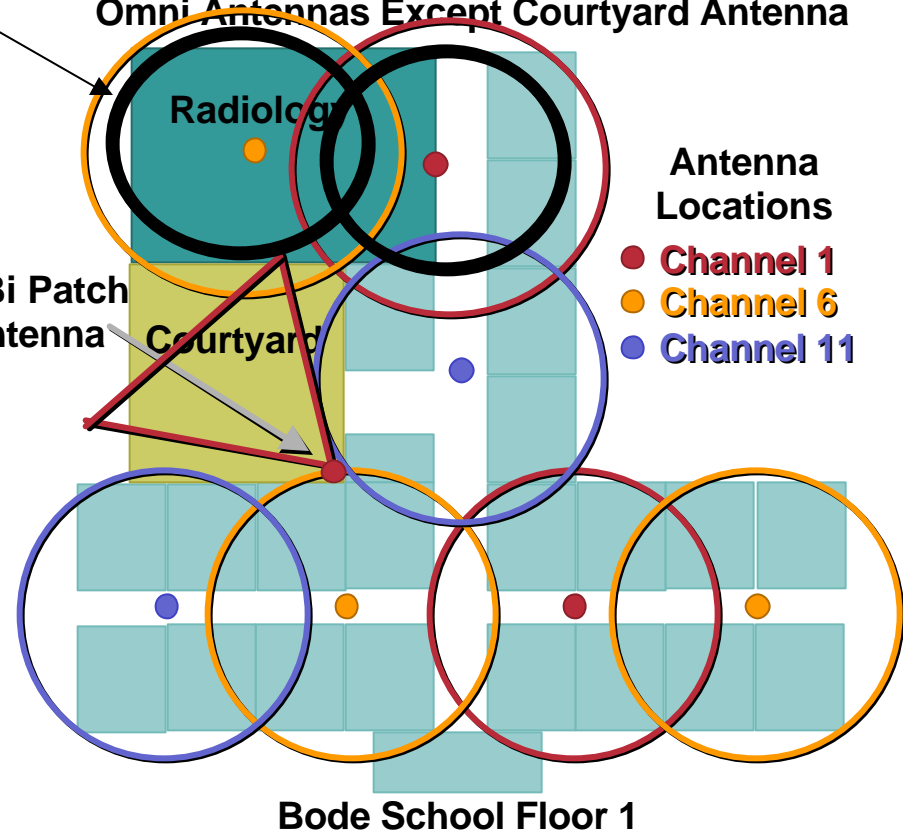 Omni Antennas Except Courtyard Antenna
Radiology
Antenna
Locations
Channel 1
Channel 6
Channel 11
Bi Patch
ntenna
Courtyard
Bode School Floor 1